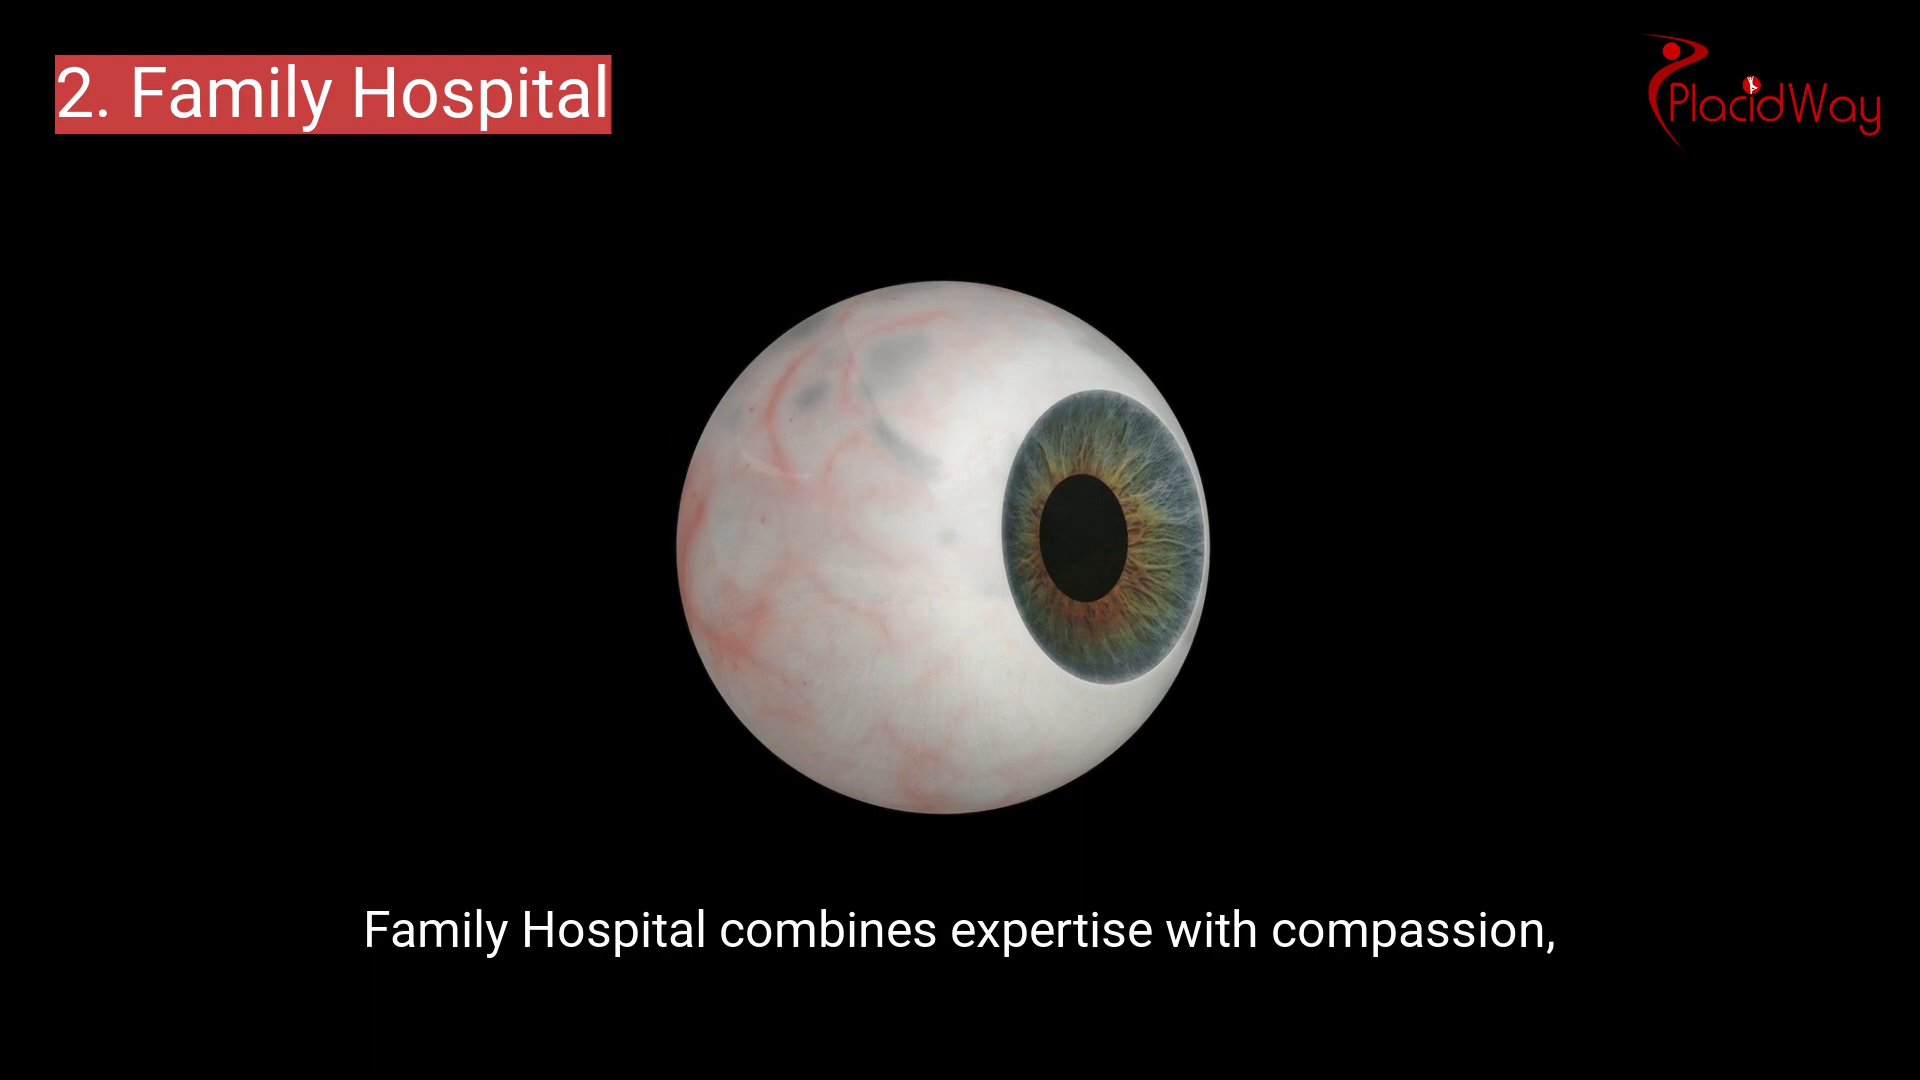 2. Family Hospital
PlacidWay
Family Hospital combines expertise with compassion,